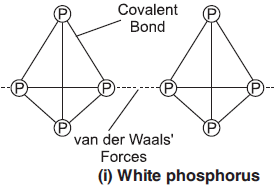 Covalent
Bond
P
P
P
P
P
P
P
P
van der Waals'
Forces
(i) White phosphorus